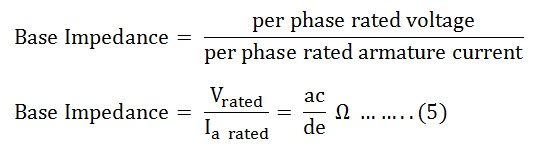 Base Impedance = per phase rated voltage / per phase rated armature current
Base Impedance = V_rated / I_a rated = ac / de Ω ........(5)